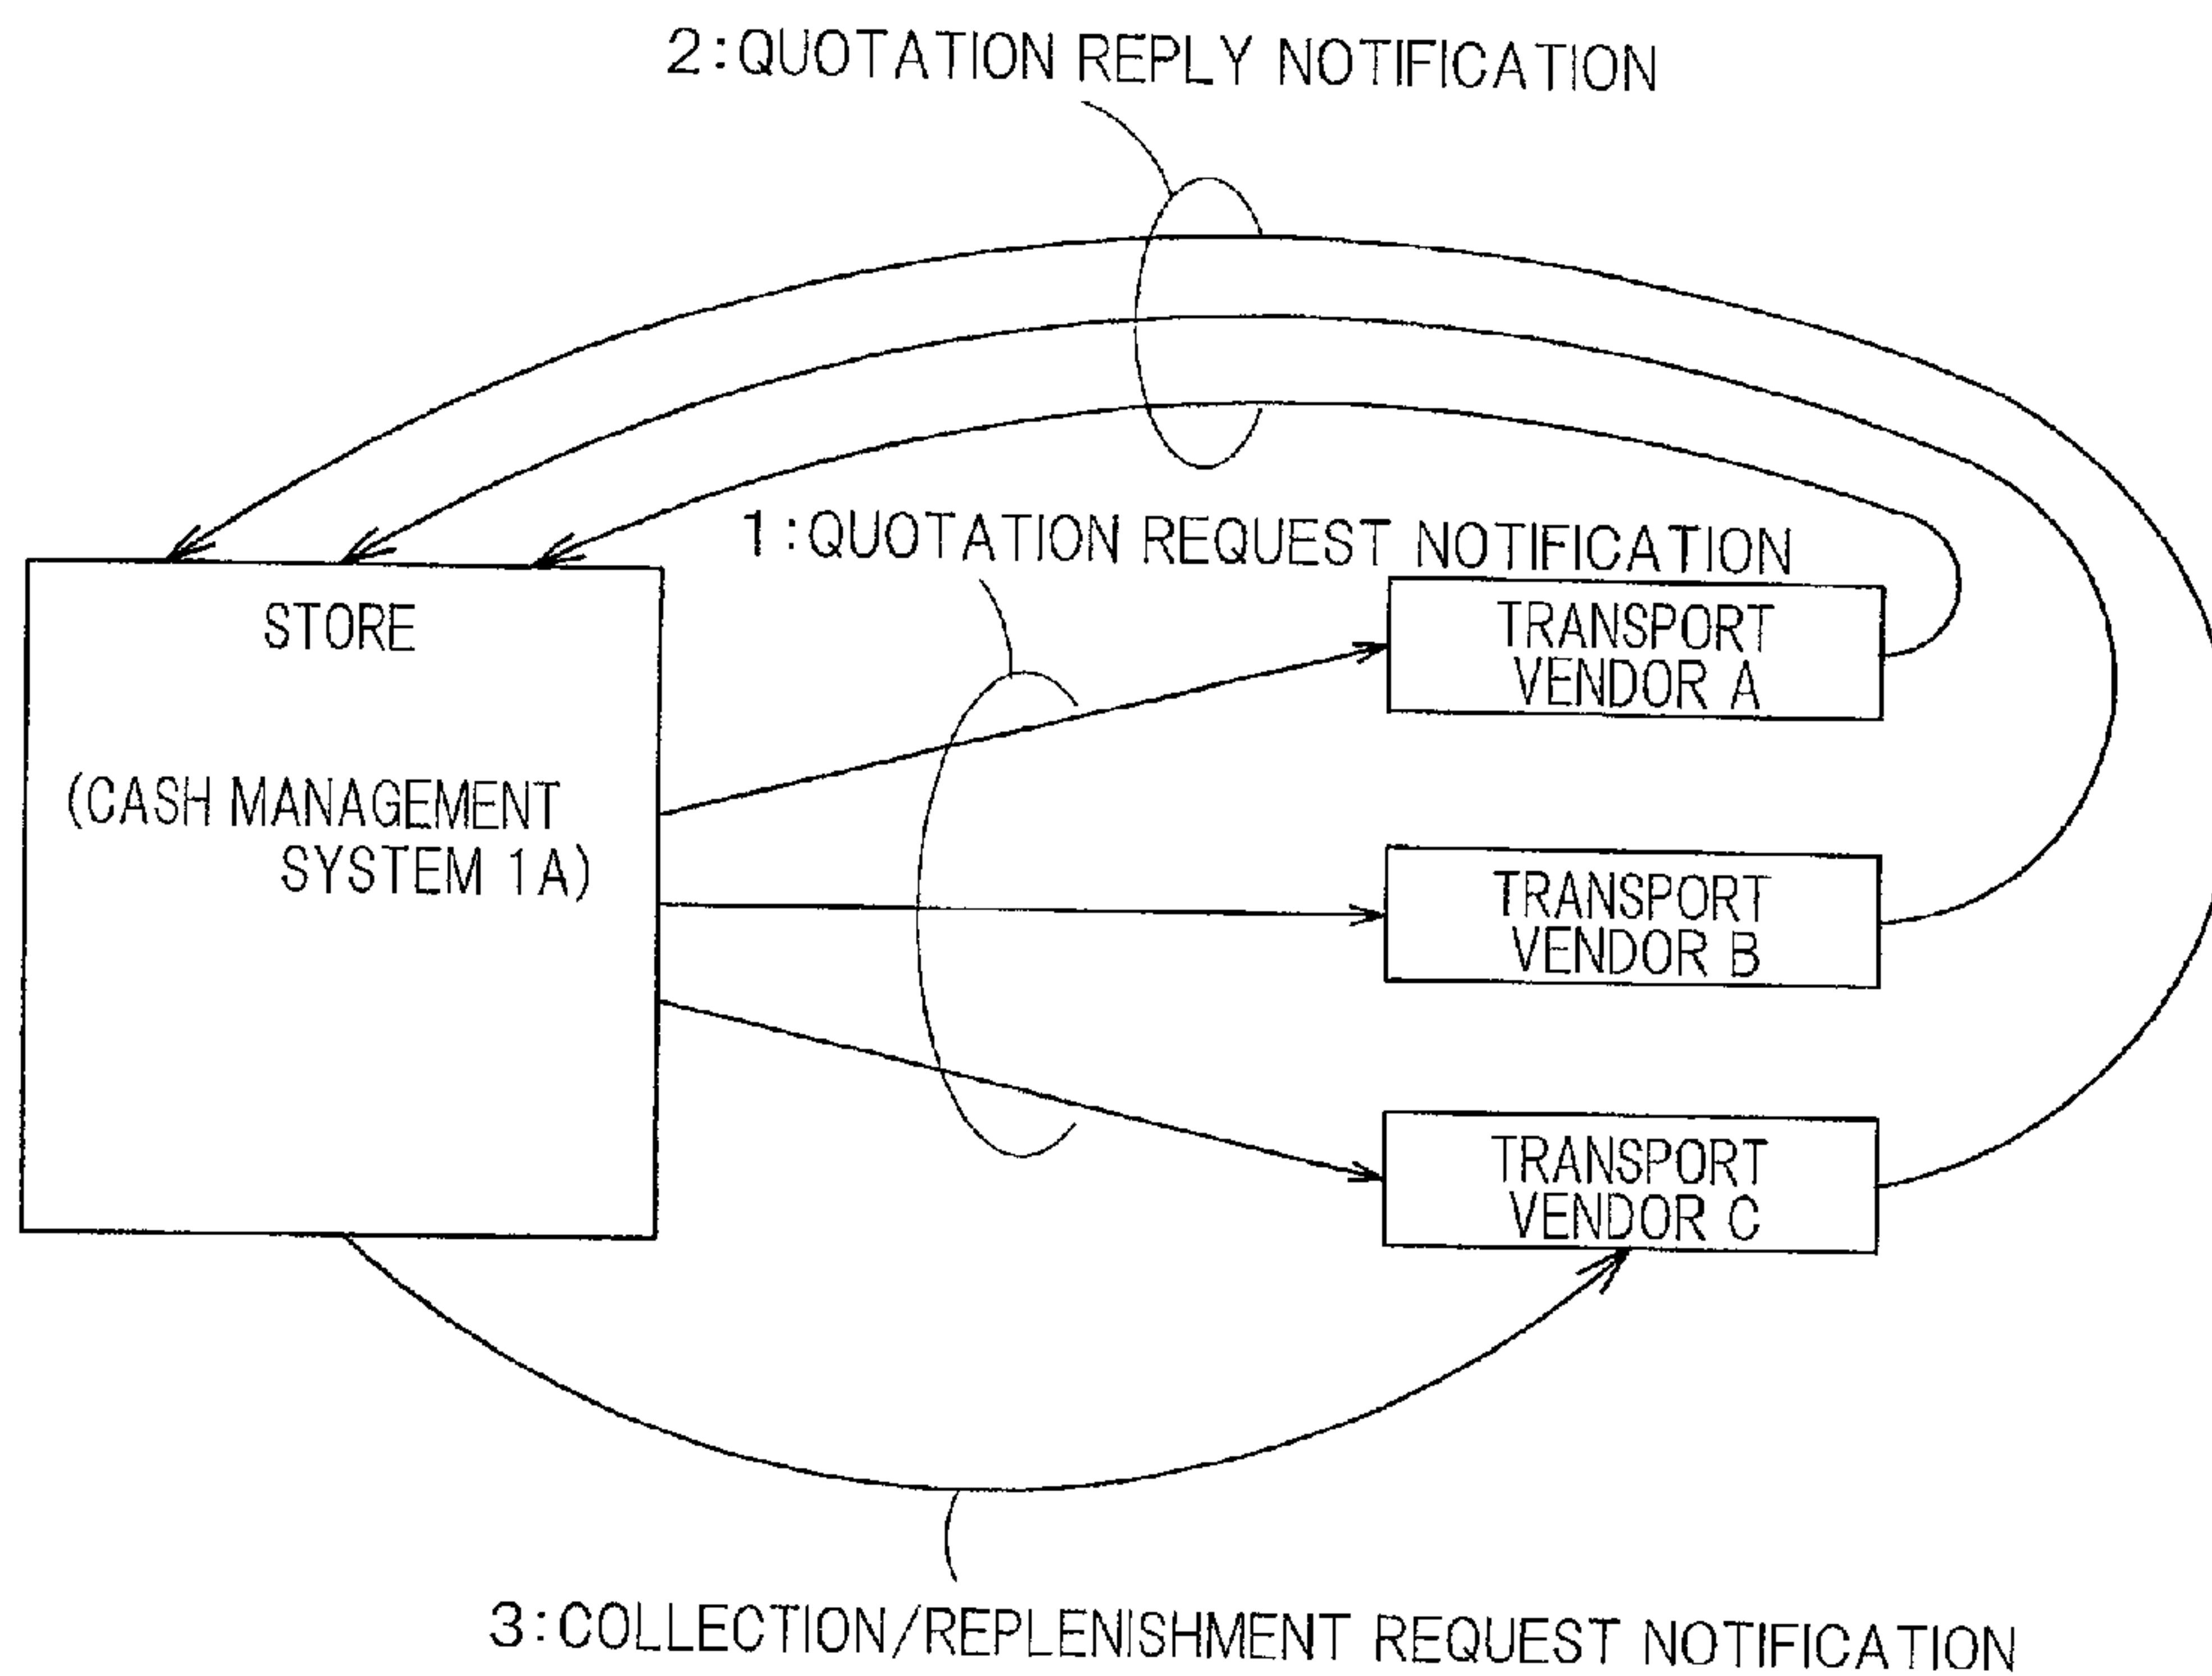 2:QUOTATION REPLY NOTIFICATION
1:QUOTATION REQUEST NOTIFICATION
STORE
(CASH MANAGEMENT
SYSTEM 1A)
TRANSPORT
VENDOR A
TRANSPORT
VENDOR B
TRANSPORT
VENDOR C
3:COLLECTION/REPLENISHMENT REQUEST NOTIFICATION